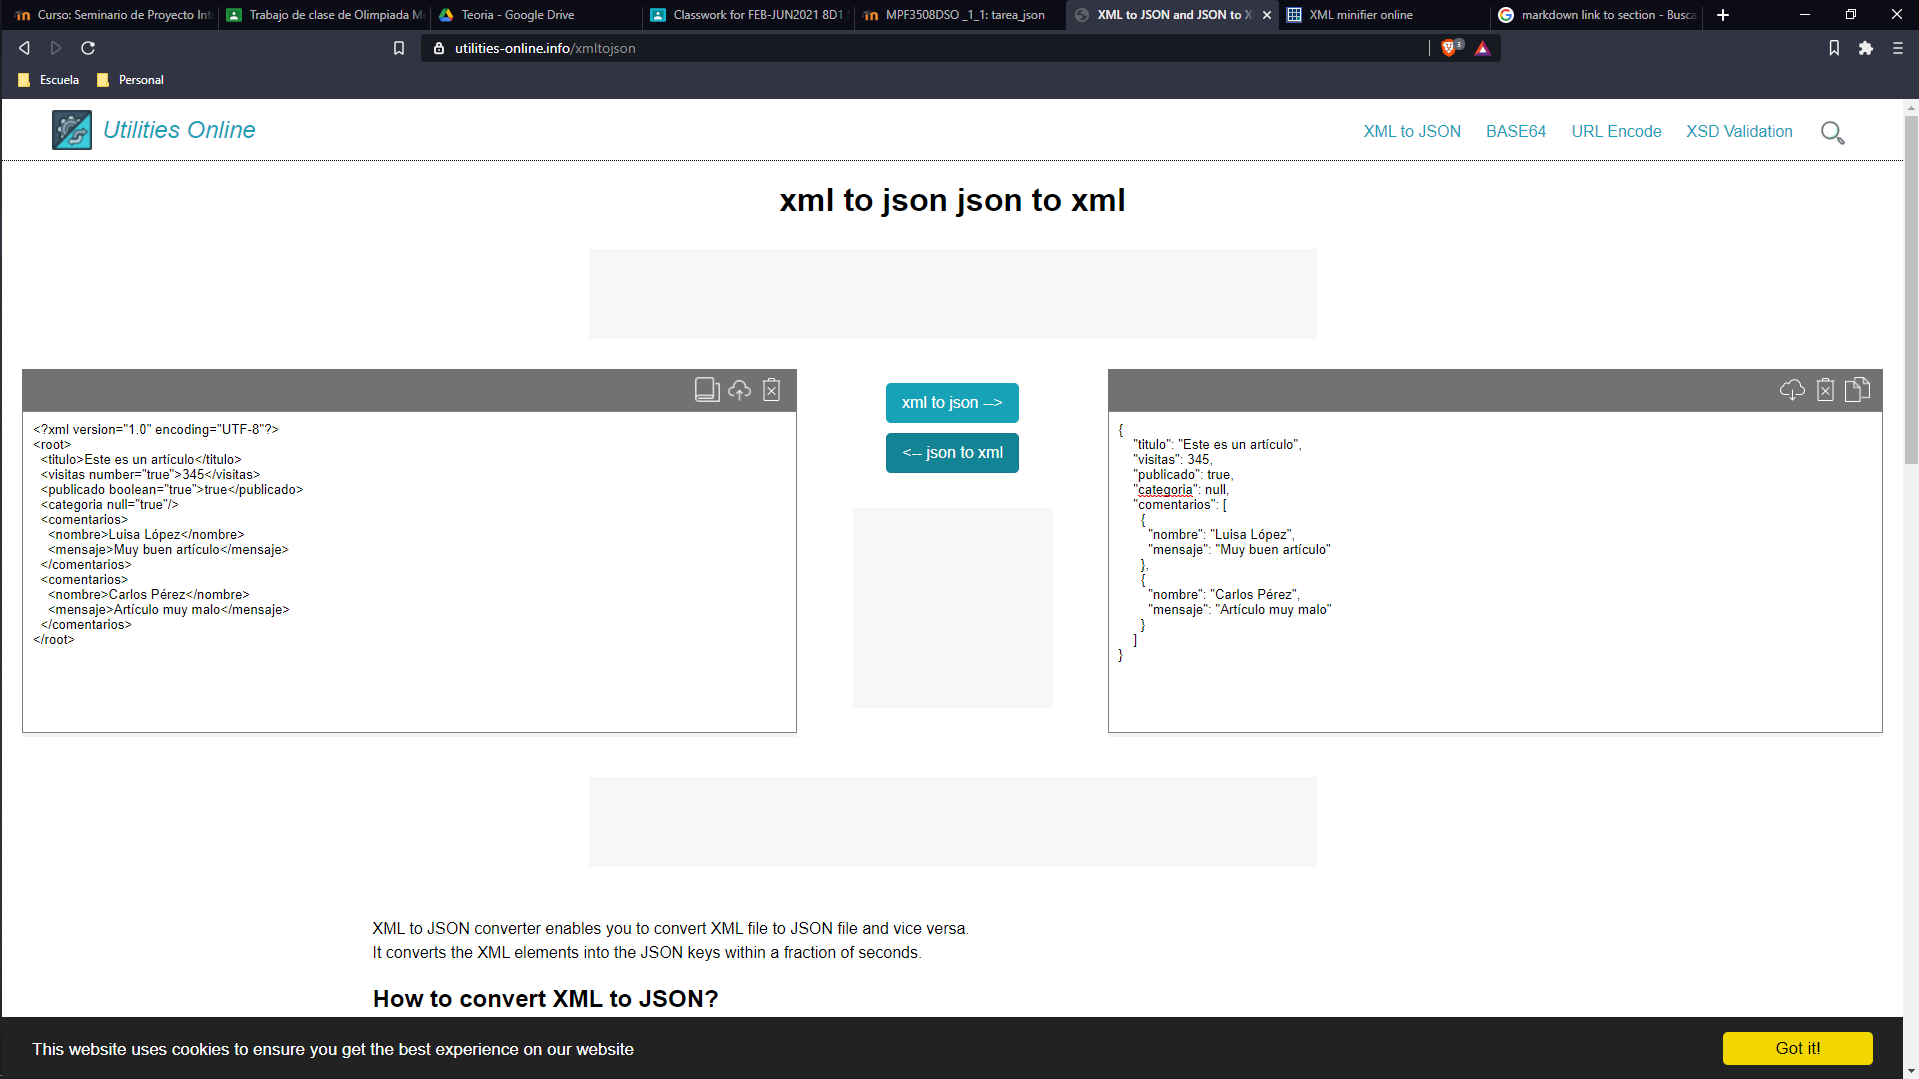 Curso: Seminario de Proyecto Int
Trabajo de clase de Olimpiada M
Teoria - Google Drive
Classwork for FEB-JUN2021 8D1
MPF3508DSO _1_1: tarea_json
XML to JSON and JSON to X
XML minifier online
markdown link to section - Busca
utilities-online.info/xmltojson
3
Escuela
Personal
Utilities Online
XML to JSON
BASE64
URL Encode
XSD Validation
xml to json json to xml
xml to json -->
<-- json to xml
<?xml version="1.0" encoding="UTF-8"?>
<root>
  <titulo>Este es un artículo</titulo>
  <visitas number="true">345</visitas>
  <publicado boolean="true">true</publicado>
  <categoria null="true"/>
  <comentarios>
    <nombre>Luisa López</nombre>
    <mensaje>Muy buen artículo</mensaje>
  </comentarios>
  <comentarios>
    <nombre>Carlos Pérez</nombre>
    <mensaje>Artículo muy malo</mensaje>
  </comentarios>
</root>
{
    "titulo": "Este es un artículo",
    "visitas": 345,
    "publicado": true,
    "categoria": null,
    "comentarios": [
      {
        "nombre": "Luisa López",
        "mensaje": "Muy buen artículo"
      },
      {
        "nombre": "Carlos Pérez",
        "mensaje": "Artículo muy malo"
      }
    ]
}
XML to JSON converter enables you to convert XML file to JSON file and vice versa.
It converts the XML elements into the JSON keys within a fraction of seconds.
How to convert XML to JSON?
This website uses cookies to ensure you get the best experience on our website
Got it!